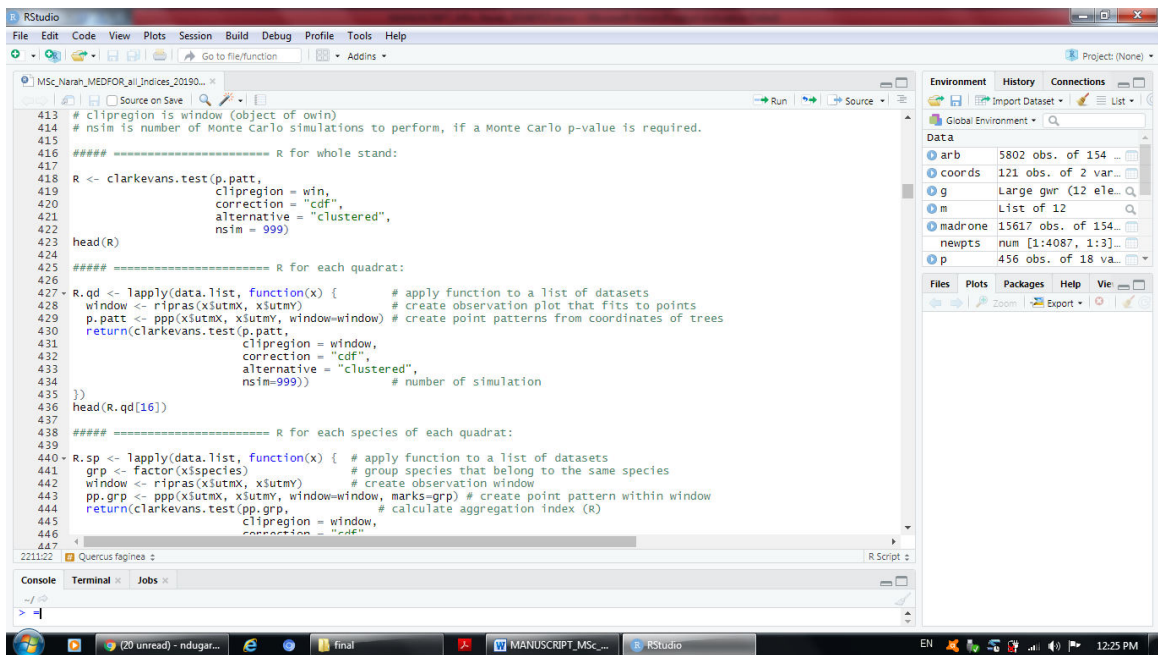 RStudio
File Edit Code View Plots Session Build Debug Profile Tools Help
Go to file/function Addins
Project: (None)
MSc_Narah_MEDFOR_all_Indices_20190...
Source on Save Run Source
413 # clipregion is window (object of owin)
414 # nsim is number of Monte Carlo simulations to perform, if a Monte Carlo p-value is required.
415
416 ##### ======================= R for whole stand:
417
418 R <- clarkevans.test(p.patt,
419 clipregion = win,
420 correction = "cdf",
421 alternative = "clustered",
422 nsim = 999)
423 head(R)
424
425 ##### ======================= R for each quadrat:
426
427 R.qd <- lapply(data.list, function(x) { # apply function to a list of datasets
428 window <- ripras(x$utmX, x$utmY) # create observation plot that fits to points
429 p.patt <- ppp(x$utmX, x$utmY, window=window) # create point patterns from coordinates of trees
430 return(clarkevans.test(p.patt,
431 clipregion = window,
432 correction = "cdf",
433 alternative = "clustered",
434 nsim=999)) # number of simulation
435 })
436 head(R.qd[16])
437
438 ##### ======================= R for each species of each quadrat:
439
440 R.sp <- lapply(data.list, function(x) { # apply function to a list of datasets
441 grp <- factor(x$species) # group species that belong to the same species
442 window <- ripras(x$utmX, x$utmY) # create observation window
443 pp.grp <- ppp(x$utmX, x$utmY, window=window, marks=grp) # create point pattern within window
444 return(clarkevans.test(pp.grp, # calculate aggregation index (R)
445 clipregion = window,
446 correction = "cdf"
447
2211:22 Quercus faginea R Script
Console Terminal Jobs
~/
> =
Environment History Connections
Import Dataset List
Global Environment
Data
arb 5802 obs. of 154 ...
coords 121 obs. of 2 var...
g Large gwr (12 ele...
m List of 12
madrone 15617 obs. of 154...
newpts num [1:4087, 1:3]...
p 456 obs. of 18 va...
Files Plots Packages Help Vie
Zoom Export
(20 unread) - ndugar... final MANUSCRIPT_MSc_... RStudio EN 12:25 PM